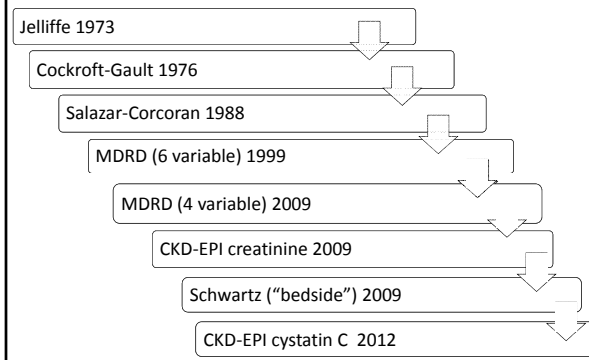 Jelliffe 1973
Cockroft-Gault 1976
Salazar-Corcoran 1988
MDRD (6 variable) 1999
MDRD (4 variable) 2009
CKD-EPI creatinine 2009
Schwartz (“bedside”) 2009
CKD-EPI cystatin C  2012